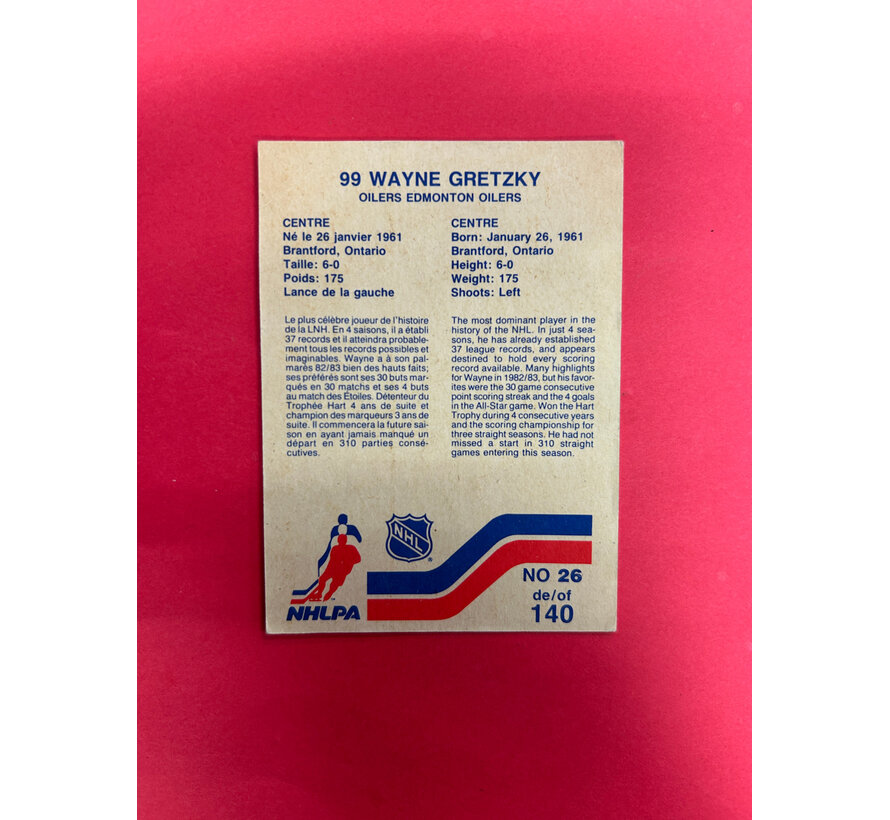 99 WAYNE GRETZKY
OILERS EDMONTON OILERS
CENTRE
Né le 26 janvier 1961
Brantford, Ontario
Taille: 6-0
Poids: 175
Lance de la gauche
Le plus célèbre joueur de l'histoire
de la LNH. En 4 saisons, il a établi
37 records et il atteindra probable-
ment tous les records possibles et
imaginables. Wayne a à son pal-
marès 82/83 bien des hauts faits;
ses préférés sont ses 30 buts mar-
qués en 30 matchs et ses 4 buts
au match des Étoiles. Détenteur du
Trophée Hart 4 ans de suite et
champion des marqueurs 3 ans de
suite. Il commencera la future sai-
son en ayant jamais manqué un
départ en 310 parties consé-
cutives.
CENTRE
Born: January 26, 1961
Brantford, Ontario
Height: 6-0
Weight: 175
Shoots: Left
The most dominant player in the
history of the NHL. In just 4 sea-
sons, he has already established
37 league records, and appears
destined to hold every scoring
record available. Many highlights
for Wayne in 1982/83, but his favor-
ites were the 30 game consecutive
point scoring streak and the 4 goals
in the All-Star game. Won the Hart
Trophy during 4 consecutive years
and the scoring championship for
three straight seasons. He had not
missed a start in 310 straight
games entering this season.
NHLPA
NHL
®
NO 26
de/of
140